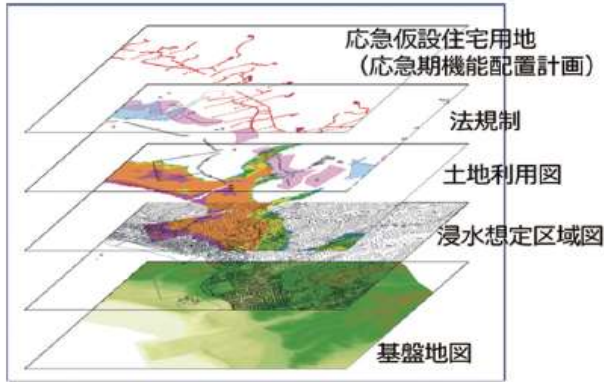 応急仮設住宅用地
（応急期機能配置計画）
法規制
土地利用図
浸水想定区域図
基盤地図